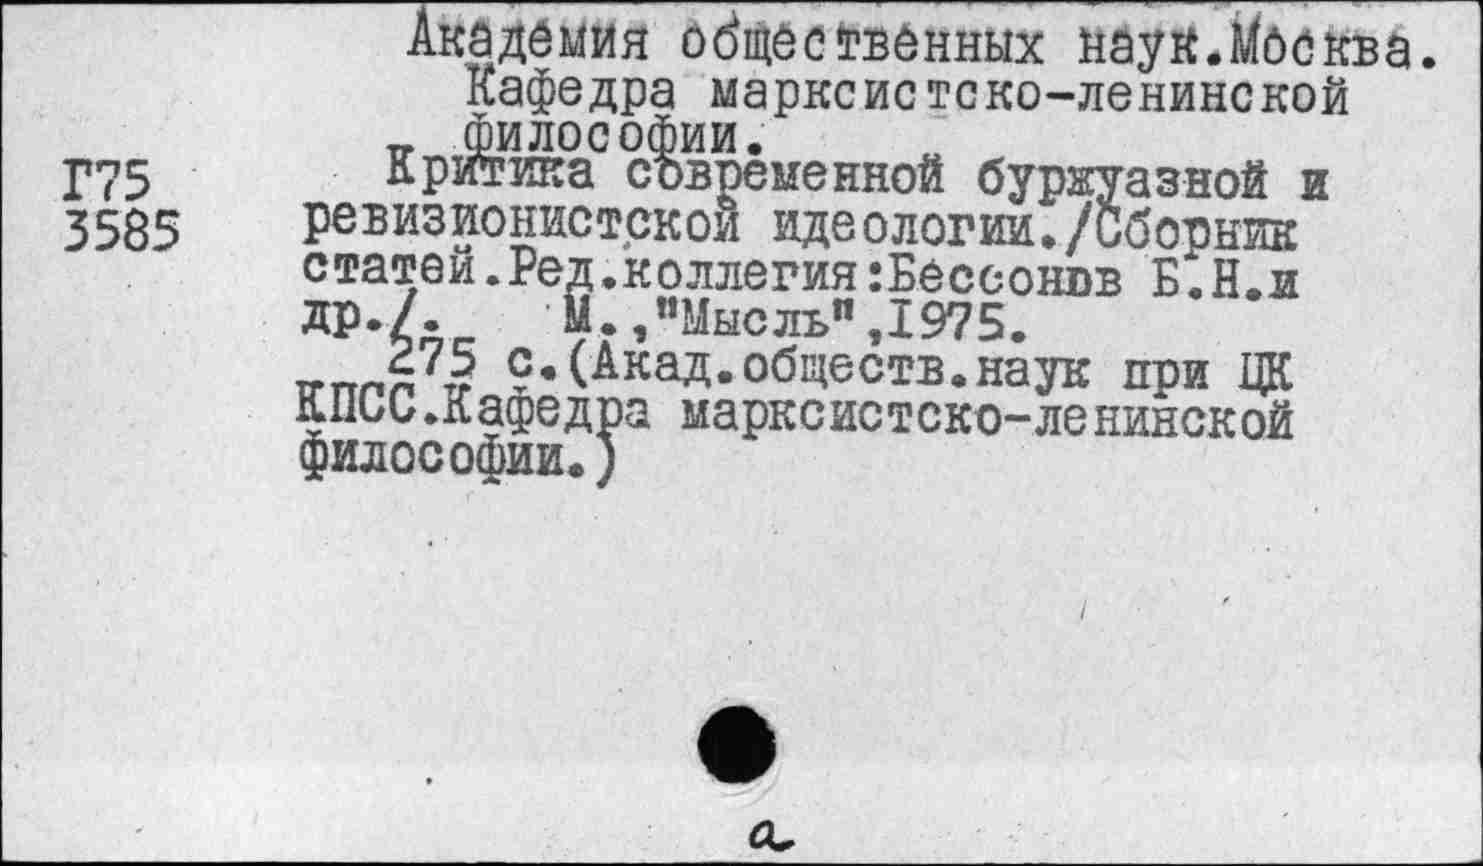 Академия общественных наук.Москва.
Кафедра марксистско-ленинской
философии.
Г75 Критика современной буржуазной и
3585 ревизионистской идеологии./Сборник
статей.Ред.коллегия:Бессонов Б.Н.и
др./. М.,"Мысль",1975.
275 с.(Акад.обществ.наук при ЦК
КПСС.Кафедра марксистско-ленинской
философии.)
а